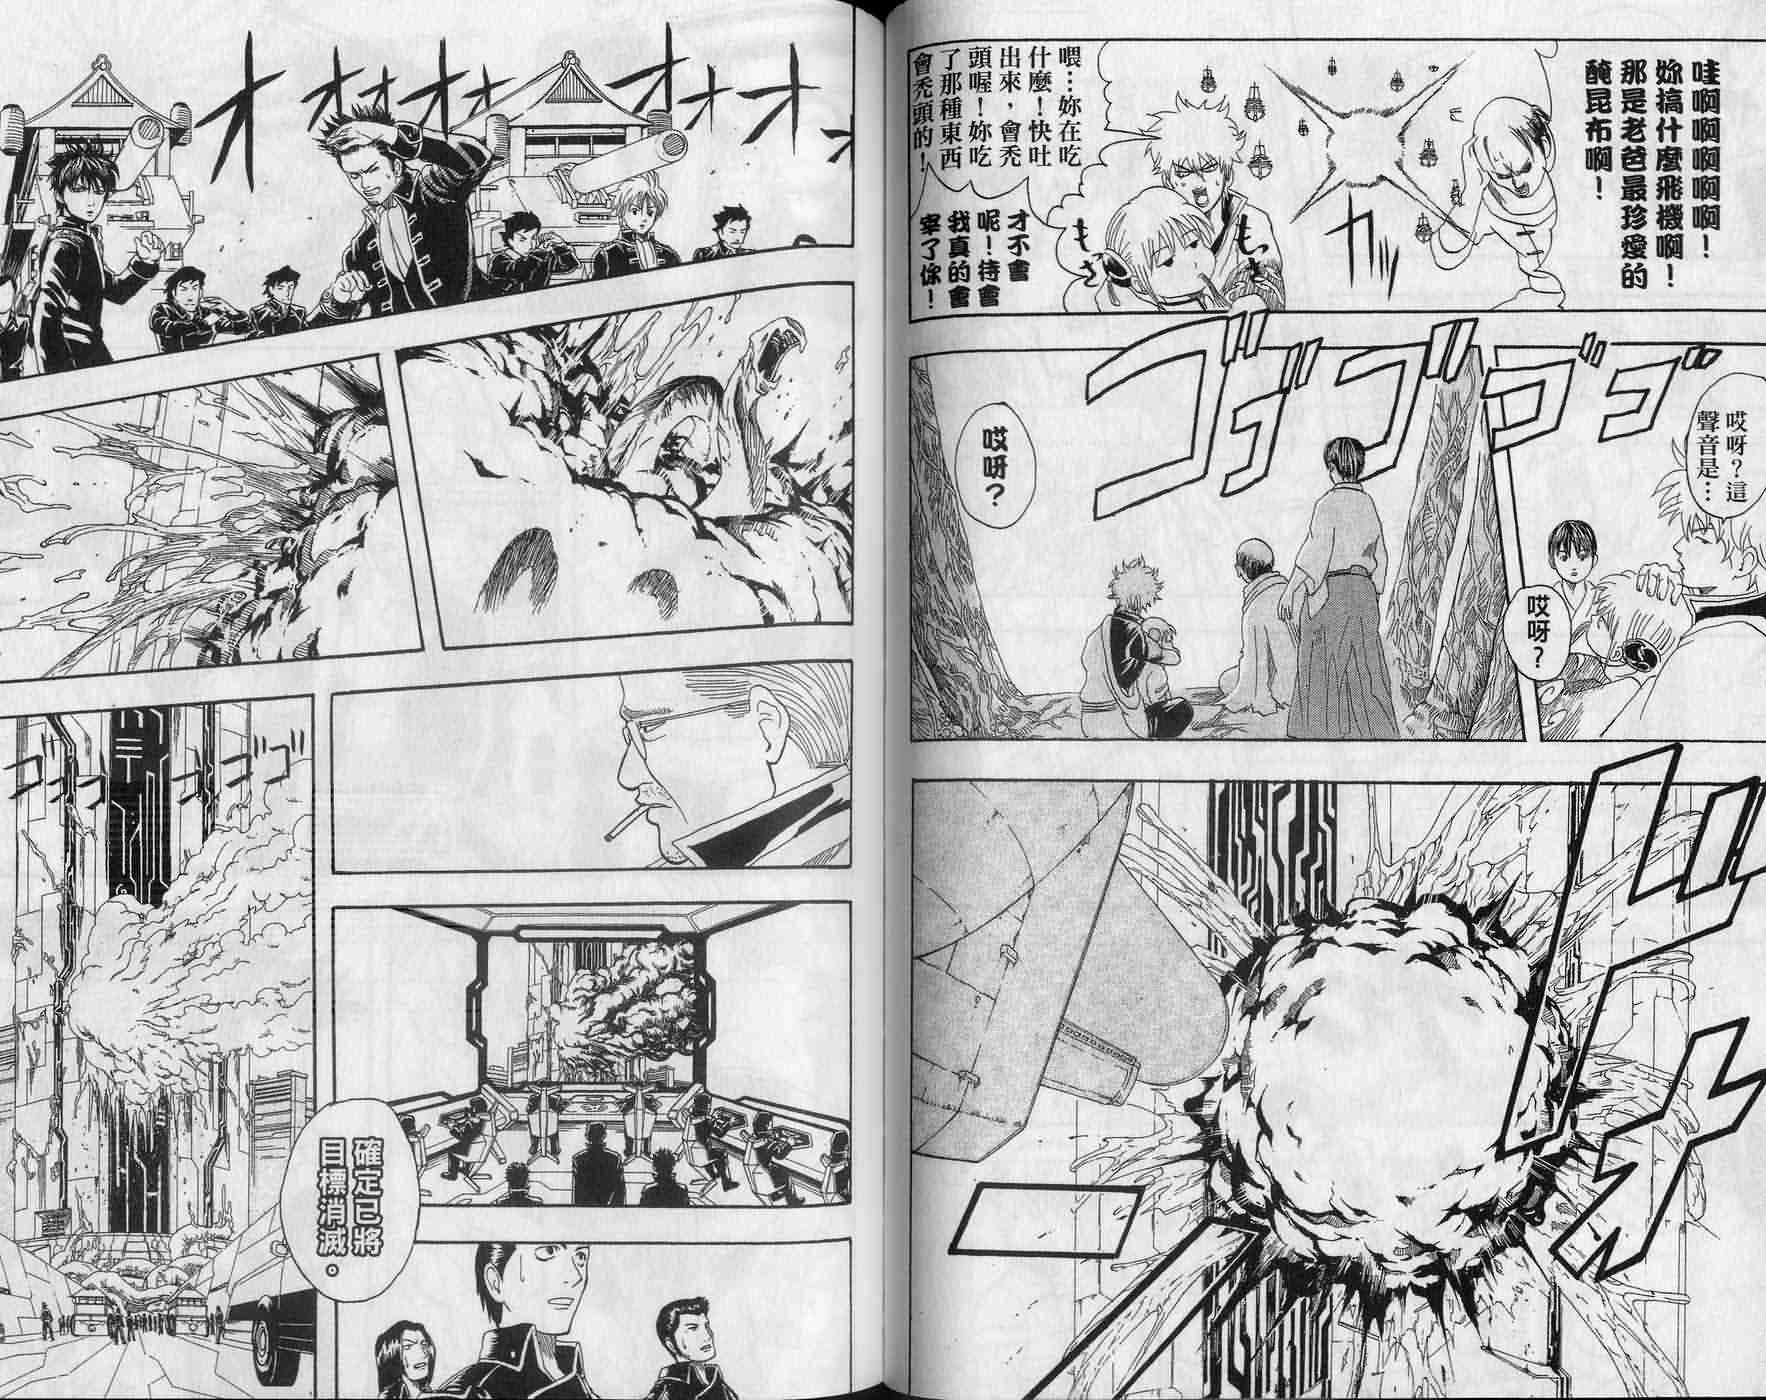 哇啊啊啊啊啊！
妳搞什麼飛機啊！
那是老爸最珍愛的
醃昆布啊！
喂…妳在吃
什麼！快吐
出來，會禿
頭喔！妳吃
了那種東西
會禿頭的！
才不會
呢！待會
我真的會
宰了你！
カッ
もっ
もっ
哎呀？這
聲音是…
哎呀？
ゴゴゴゴ
哎呀？
ドオオ
オオオオオオ
ゴゴゴゴゴ
確定已將
目標消滅。